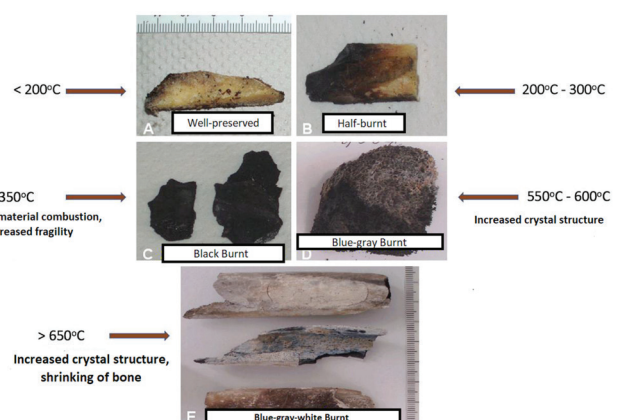 < 200°C
A
Well-preserved
B
Half-burnt
200°C - 300°C
350°C
material combustion,
fragility
C
Black Burnt
D
Blue-gray Burnt
550°C - 600°C
Increased crystal structure
> 650°C
Increased crystal structure,
shrinking of bone
E
Blue-gray-white Burnt